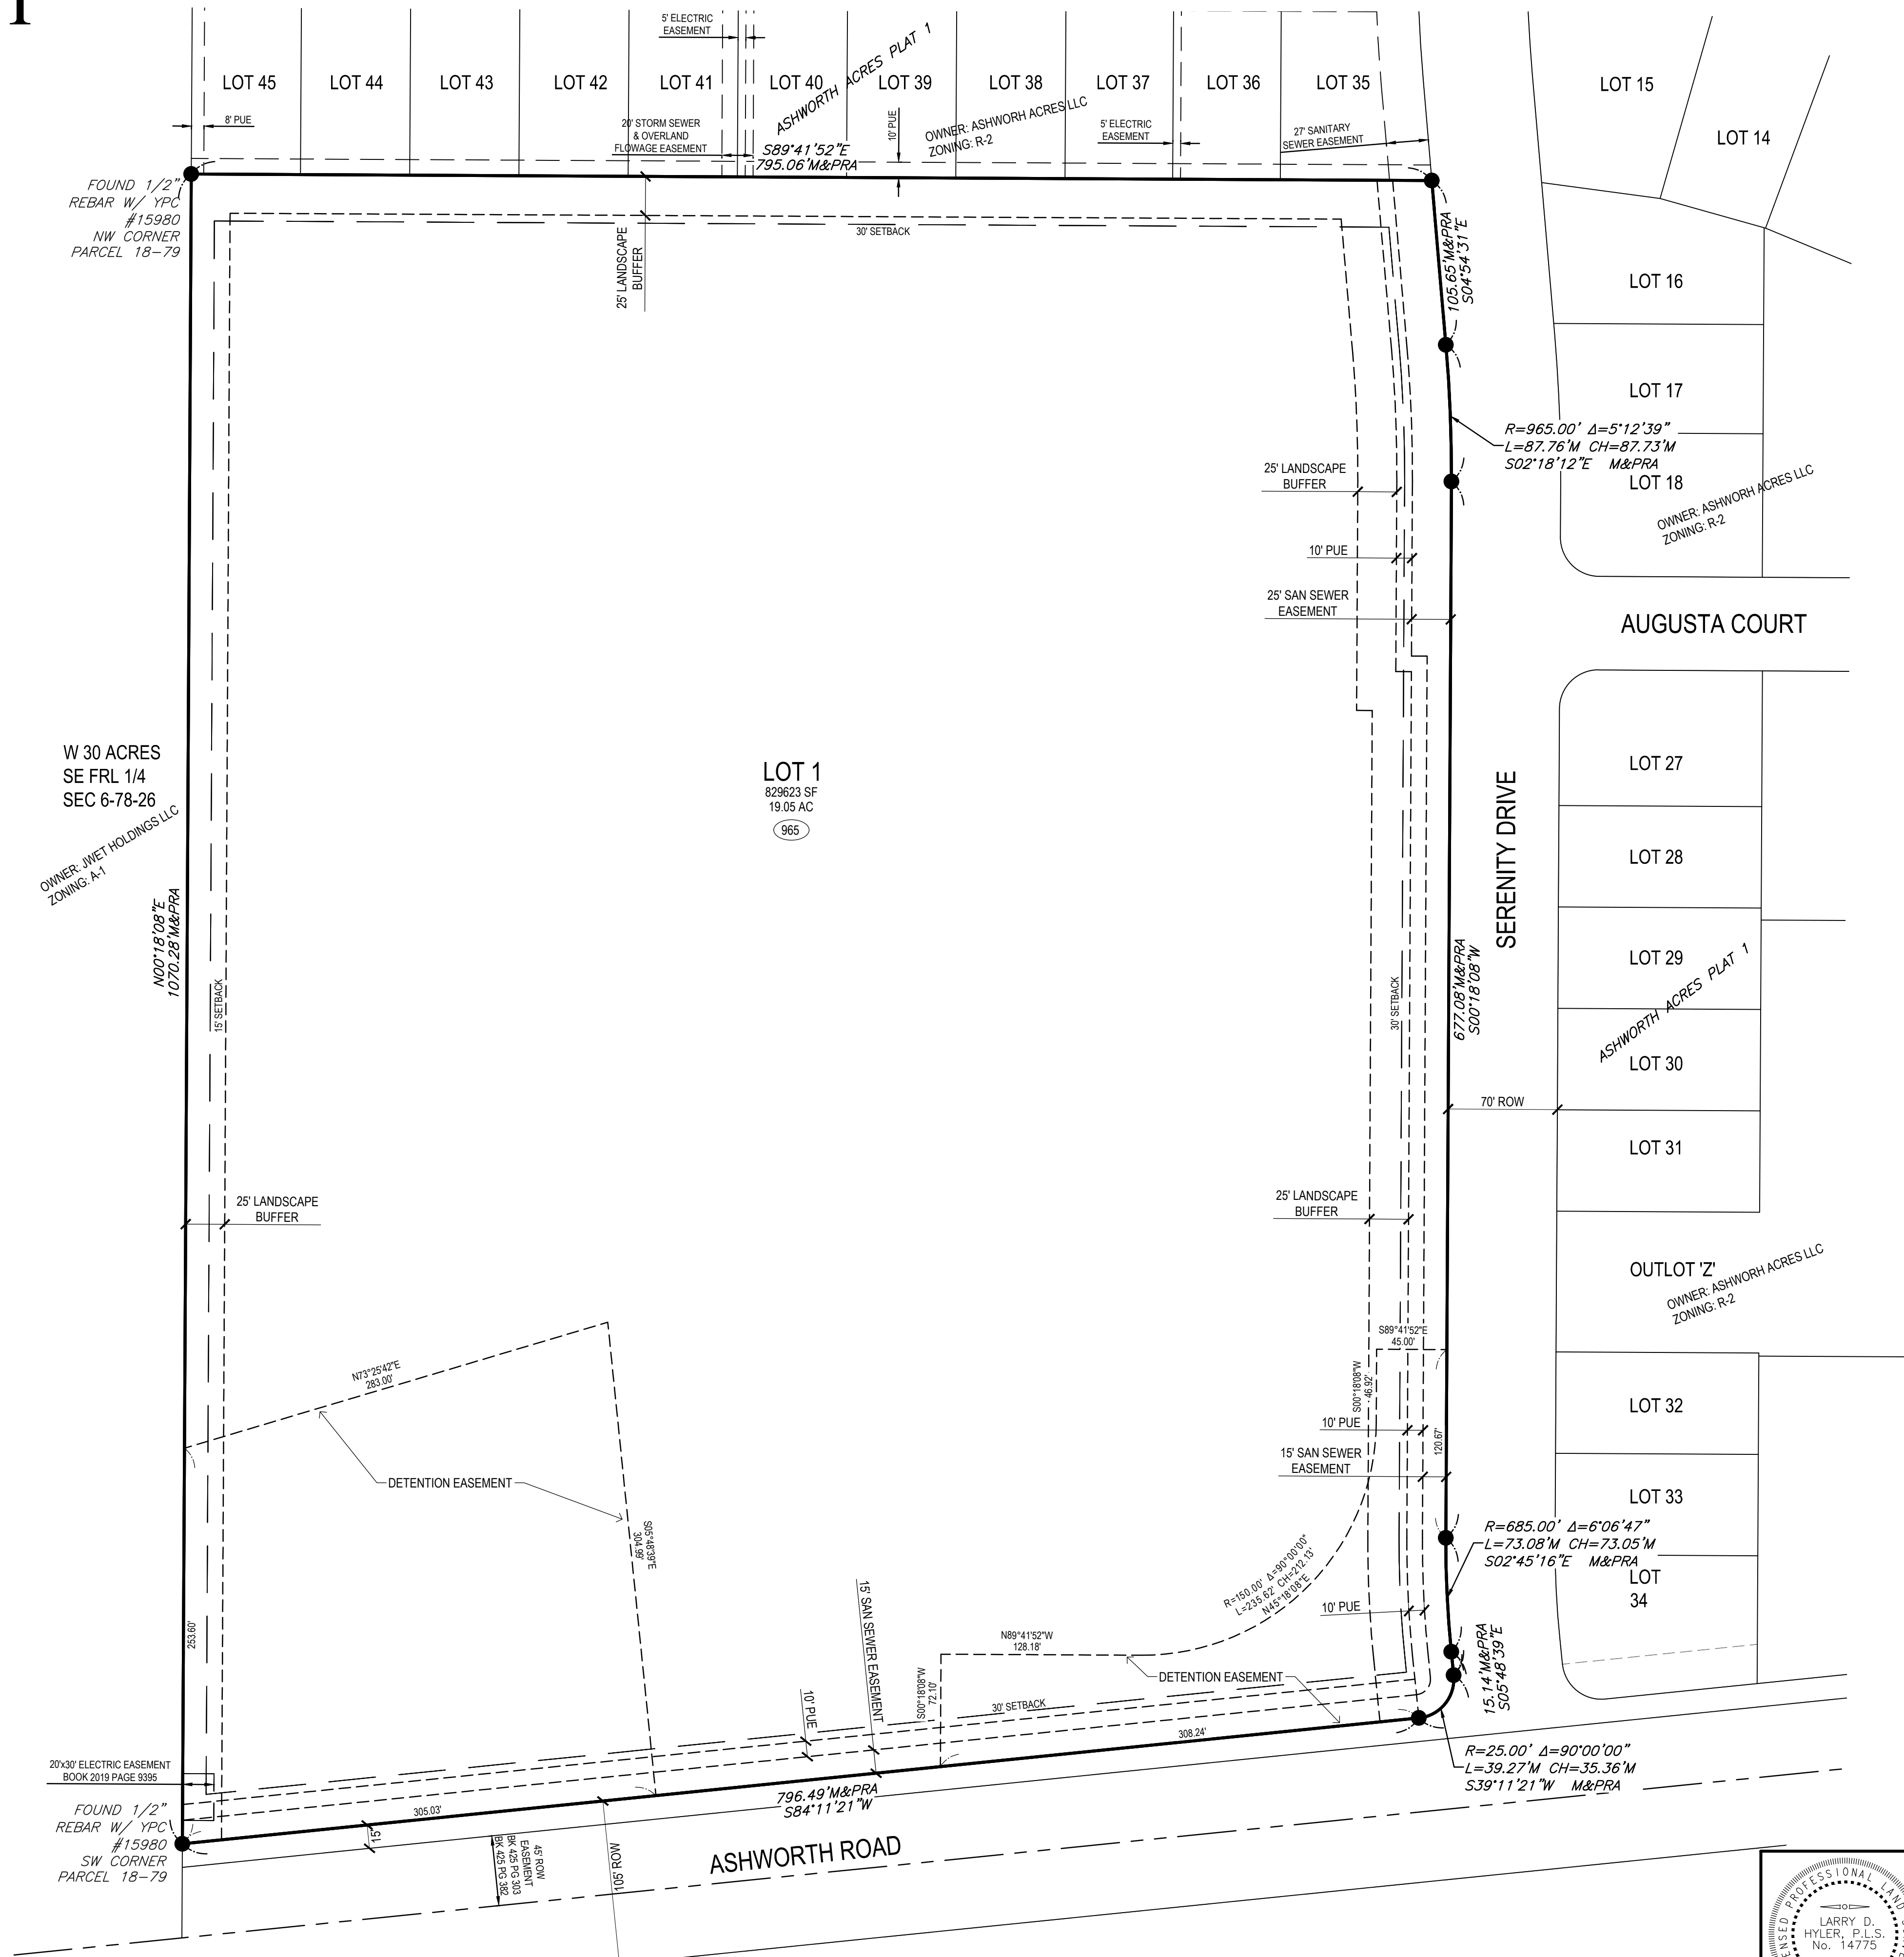 5' ELECTRIC
EASEMENT
ASHWORTH ACRES PLAT 1
LOT 45
LOT 44
LOT 43
LOT 42
LOT 41
LOT 40
LOT 39
LOT 38
LOT 37
LOT 36
LOT 35
LOT 15
LOT 14
8' PUE
20' STORM SEWER
& OVERLAND
FLOWAGE EASEMENT
10' PUE
OWNER: ASHWORH ACRES LLC
ZONING: R-2
5' ELECTRIC
EASEMENT
27' SANITARY
SEWER EASEMENT
S89°41'52"E
795.06'M&PRA
FOUND 1/2"
REBAR W/ YPC
#15980
NW CORNER
PARCEL 18-79
25' LANDSCAPE
BUFFER
30' SETBACK
105.65'M&PRA
S04°54'31"E
LOT 16
LOT 17
R=965.00' Δ=5°12'39"
L=87.76'M CH=87.73'M
S02°18'12"E M&PRA
LOT 18
OWNER: ASHWORH ACRES LLC
ZONING: R-2
25' LANDSCAPE
BUFFER
10' PUE
25' SAN SEWER
EASEMENT
AUGUSTA COURT
W 30 ACRES
SE FRL 1/4
SEC 6-78-26
OWNER: JWET HOLDINGS LLC
ZONING: A-1
LOT 1
829623 SF
19.05 AC
965
SERENITY DRIVE
LOT 27
LOT 28
LOT 29
ASHWORTH ACRES PLAT 1
LOT 30
LOT 31
N00°18'08"E
1070.28'M&PRA
15' SETBACK
30' SETBACK
677.08'M&PRA
S00°18'08"W
70' ROW
25' LANDSCAPE
BUFFER
25' LANDSCAPE
BUFFER
OUTLOT 'Z'
OWNER: ASHWORH ACRES LLC
ZONING: R-2
S89°41'52"E
45.00'
S00°18'08"W
46.92'
N73°25'42"E
283.00'
10' PUE
120.67'
LOT 32
15' SAN SEWER
EASEMENT
DETENTION EASEMENT
LOT 33
S05°48'39"E
304.99'
R=685.00' Δ=6°06'47"
L=73.08'M CH=73.05'M
S02°45'16"E M&PRA
LOT
34
R=150.00' Δ=90°00'00"
L=235.62' CH=212.13'
N45°18'08"E
10' PUE
253.60'
15' SAN SEWER EASEMENT
N89°41'52"W
128.18'
DETENTION EASEMENT
S00°18'08"W
72.10'
10' PUE
30' SETBACK
308.24'
15.14'M&PRA
S05°48'39"E
20'x30' ELECTRIC EASEMENT
BOOK 2019 PAGE 9395
R=25.00' Δ=90°00'00"
L=39.27'M CH=35.36'M
S39°11'21"W M&PRA
796.49'M&PRA
S84°11'21"W
305.03'
15'
FOUND 1/2"
REBAR W/ YPC
#15980
SW CORNER
PARCEL 18-79
45' ROW
EASEMENT
BK 425 PG 303
BK 425 PG 382
105' ROW
ASHWORTH ROAD
PROFESSIONAL LAND
LARRY D.
HYLER, P.L.S.
No. 14775